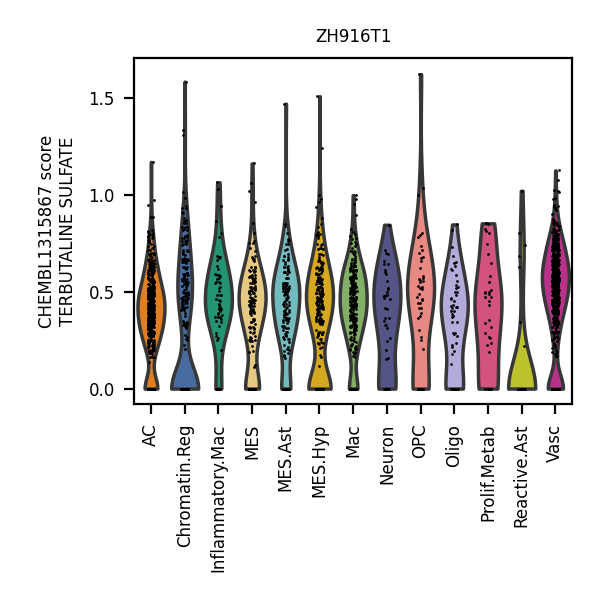 ZH916T1
CHEMBL1315867 score
TERBUTALINE SULFATE
1.5
1.0
0.5
0.0
AC
Chromatin.Reg
Inflammatory.Mac
MES
MES.Ast
MES.Hyp
Mac
Neuron
OPC
Oligo
Prolif.Metab
Reactive.Ast
Vasc